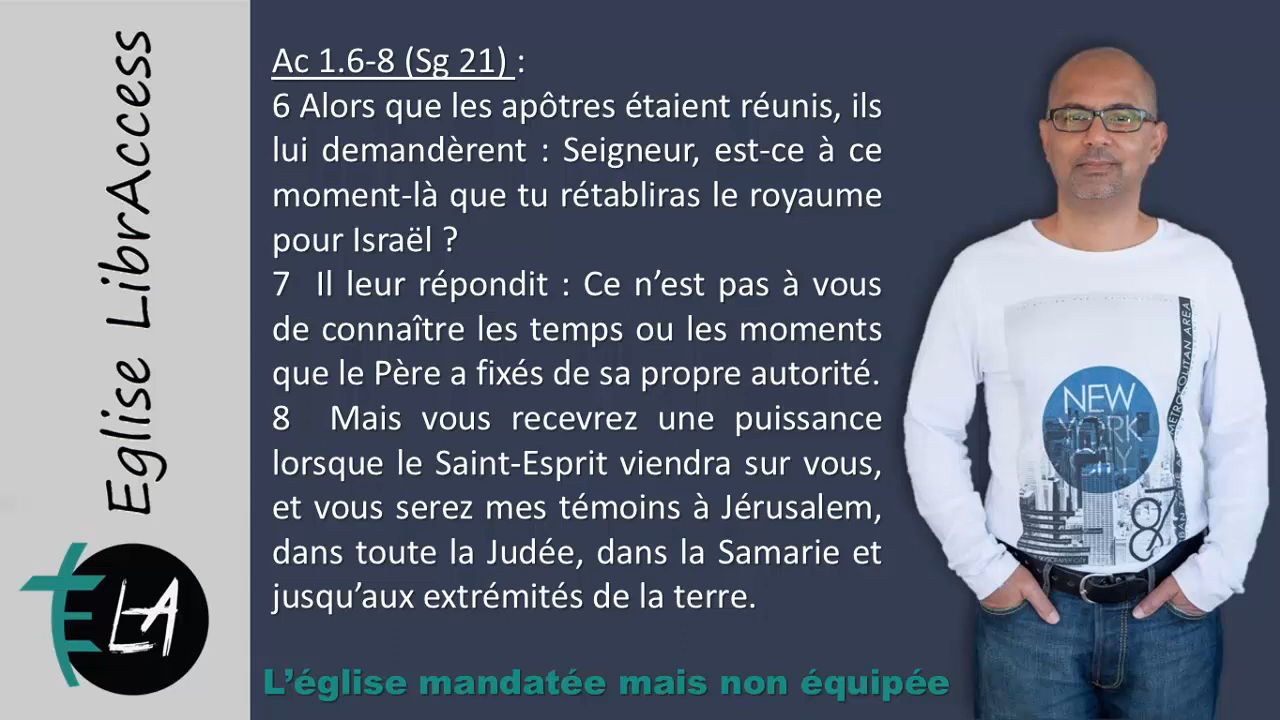 Eglise LibrAccess
ELA
Ac 1.6-8 (Sg 21) :
6 Alors que les apôtres étaient réunis, ils
lui demandèrent : Seigneur, est-ce à ce
moment-là que tu rétabliras le royaume
pour Israël ?
7 Il leur répondit : Ce n’est pas à vous
de connaître les temps ou les moments
que le Père a fixés de sa propre autorité.
8 Mais vous recevrez une puissance
lorsque le Saint-Esprit viendra sur vous,
et vous serez mes témoins à Jérusalem,
dans toute la Judée, dans la Samarie et
jusqu’aux extrémités de la terre.
L’église mandatée mais non équipée
NEW
YORK
CITY
METROPOLITAN AREA